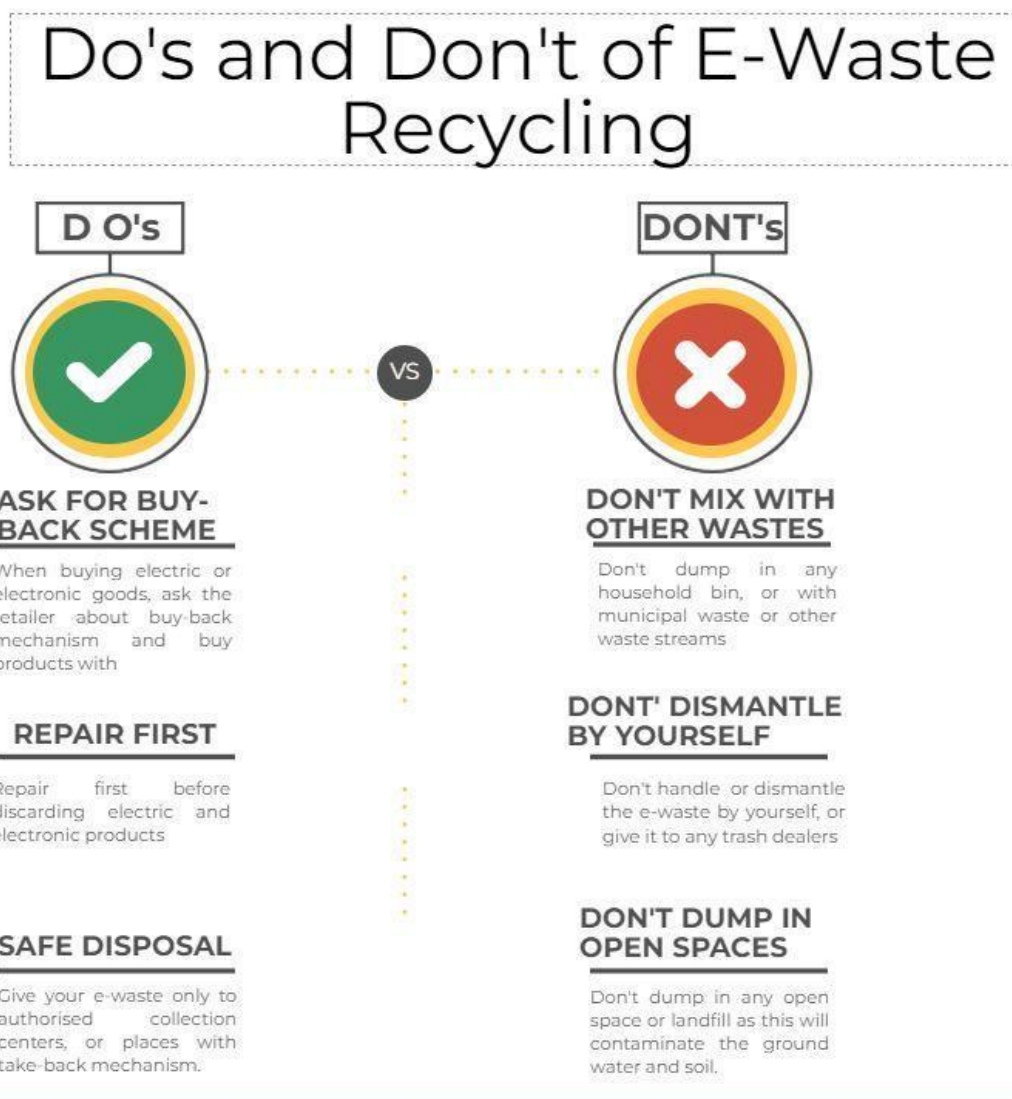 Do's and Don't of E-Waste
Recycling
D O's
DONT's
VS
ASK FOR BUY-
BACK SCHEME
When buying electric or
electronic goods, ask the
retailer about buy-back
mechanism and buy
products with
REPAIR FIRST
Repair first before
discarding electric and
electronic products
SAFE DISPOSAL
Give your e-waste only to
authorised collection
centers, or places with
take-back mechanism.
DON'T MIX WITH
OTHER WASTES
Don't dump in any
household bin, or with
municipal waste or other
waste streams
DONT' DISMANTLE
BY YOURSELF
Don't handle or dismantle
the e-waste by yourself, or
give it to any trash dealers
DON'T DUMP IN
OPEN SPACES
Don't dump in any open
space or landfill as this will
contaminate the ground
water and soil.